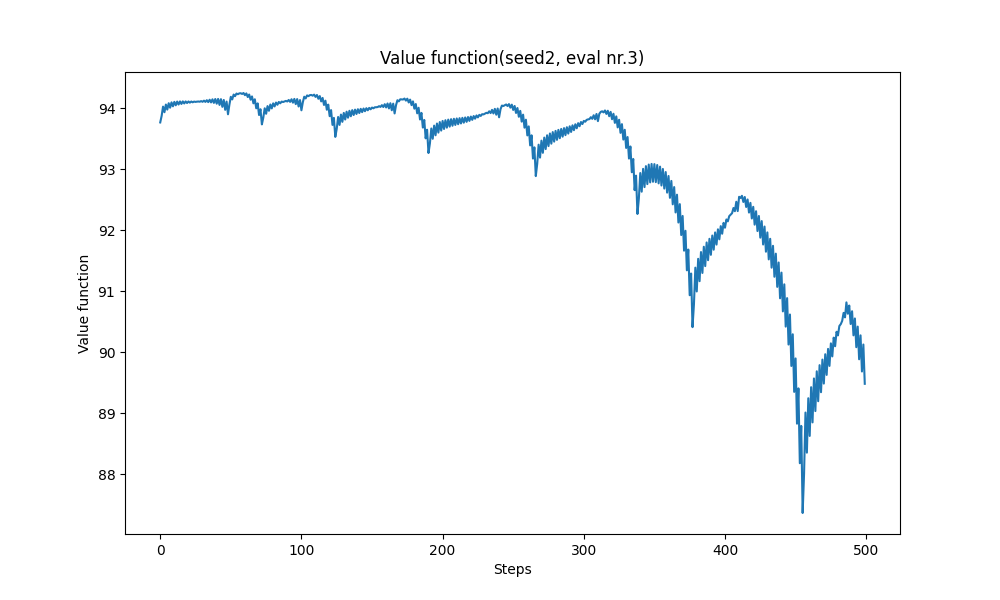 Value function(seed2, eval nr.3)
Value function
94
93
92
91
90
89
88
0 100 200 300 400 500
Steps